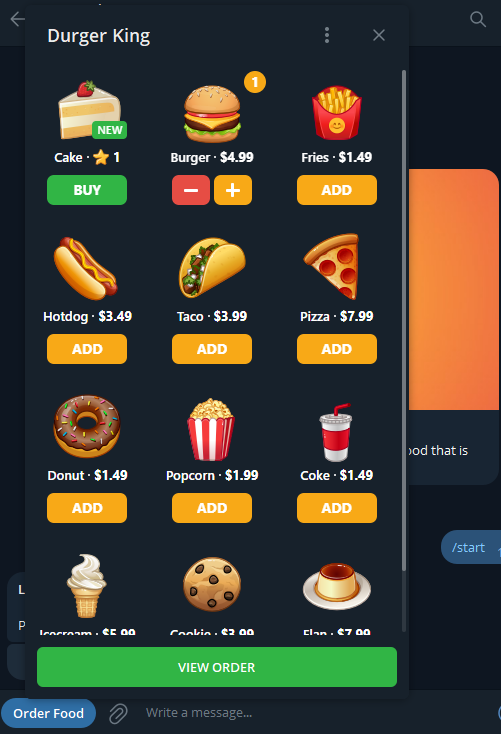 Durger King
1
NEW
Cake · ⭐ 1
Burger · $4.99
Fries · $1.49
BUY
ADD
Hotdog · $3.49
Taco · $3.99
Pizza · $7.99
ADD
ADD
ADD
Donut · $1.49
Popcorn · $1.99
Coke · $1.49
ADD
ADD
ADD
ood that is
/start
Icecream · $5.99
Cookie · $3.99
Flan · $7.99
VIEW ORDER
Order Food
Write a message...